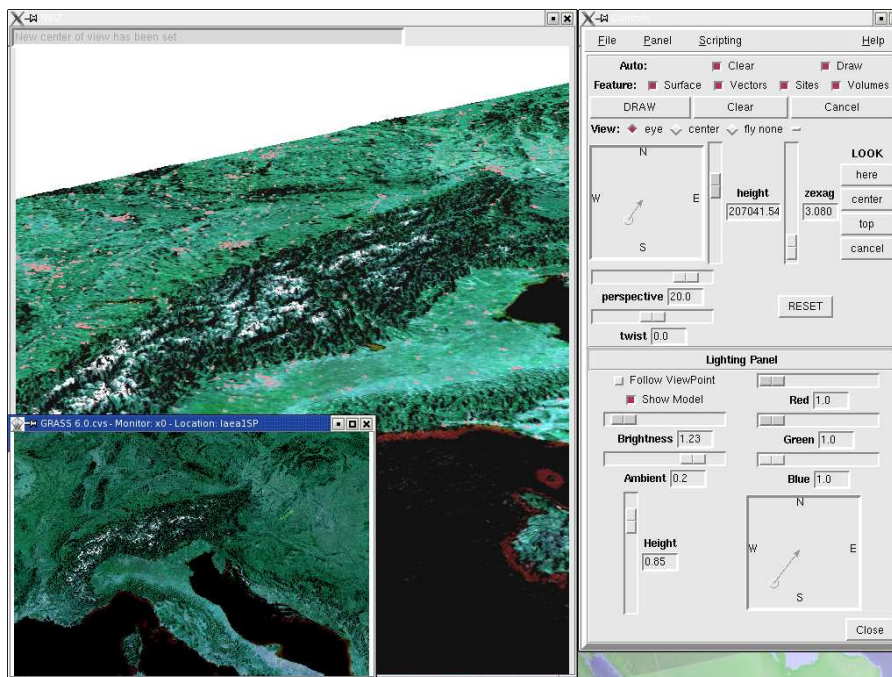 New center of view has been set
GRASS 6.0.cvs - Monitor: x0 - Location: laea1SP
File Panel Scripting Help
Auto: Clear Draw
Feature: Surface Vectors Sites Volumes
DRAW Clear Cancel
View: eye center fly none
N
W E
S
height
207041.54
zexag
3.080
LOOK
here
center
top
cancel
perspective 20.0
RESET
twist 0.0
Lighting Panel
Follow ViewPoint
Show Model
Red 1.0
Brightness 1.23
Green 1.0
Ambient 0.2
Blue 1.0
Height
0.85
N
W E
S
Close